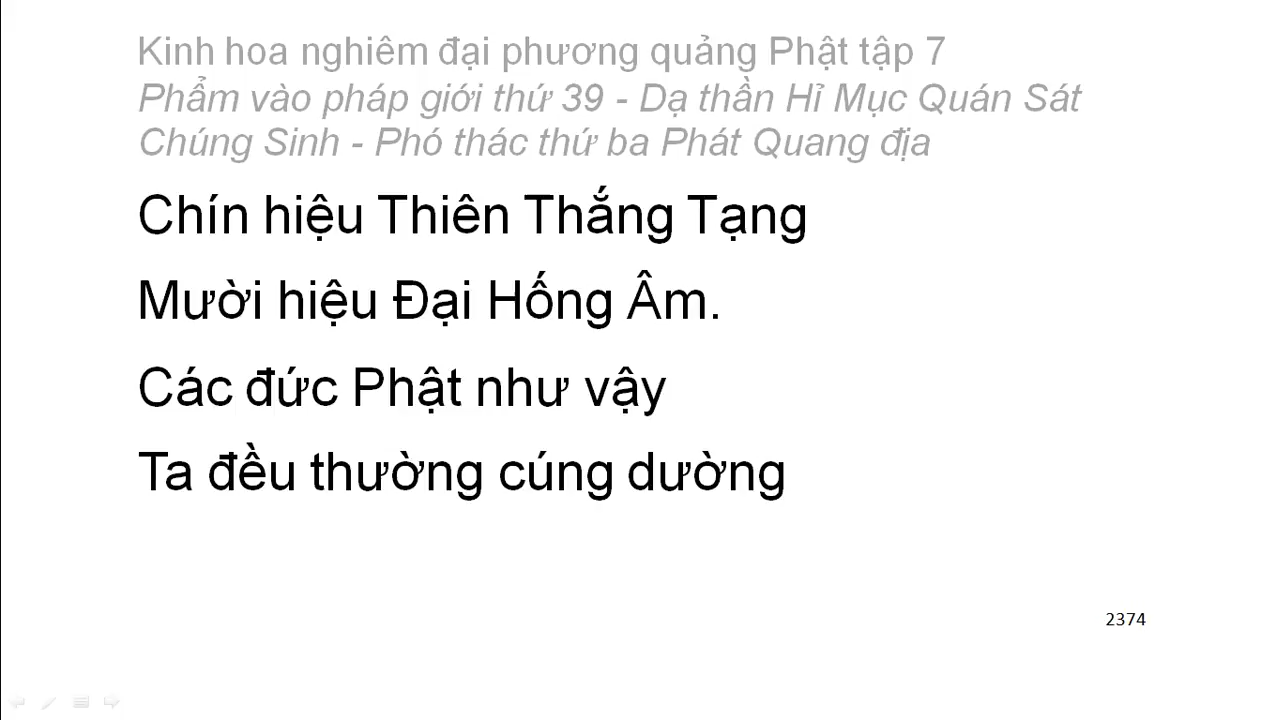 Kinh hoa nghiêm đại phương quảng Phật tập 7
Phẩm vào pháp giới thứ 39 - Dạ thần Hỉ Mục Quán Sát
Chúng Sinh - Phó thác thứ ba Phát Quang địa
Chín hiệu Thiên Thắng Tạng
Mười hiệu Đại Hống Âm.
Các đức Phật như vậy
Ta đều thường cúng dường
2374